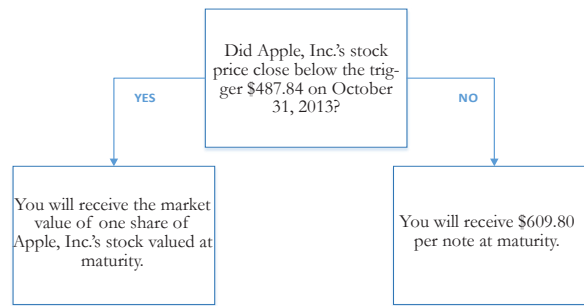 Did Apple, Inc.'s stock
price close below the trig-
ger $487.84 on October
31, 2013?
YES
NO
You will receive the market
value of one share of
Apple, Inc.'s stock valued at
maturity.
You will receive $609.80
per note at maturity.